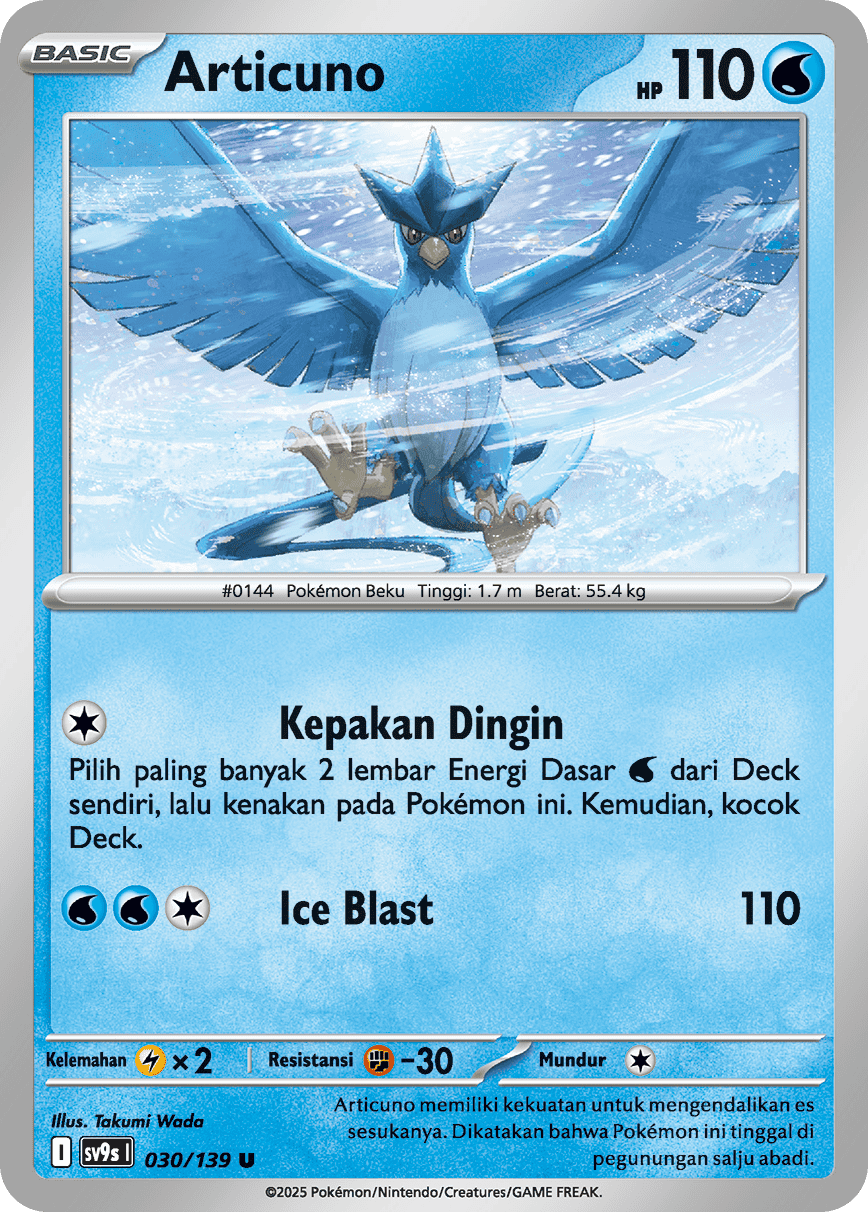 BASIC
Articuno
HP 110
#0144 Pokémon Beku Tinggi: 1.7 m Berat: 55.4 kg
Kepakan Dingin
Pilih paling banyak 2 lembar Energi Dasar dari Deck
sendiri, lalu kenakan pada Pokémon ini. Kemudian, kocok
Deck.
Ice Blast 110
Kelemahan ×2 Resistansi -30 Mundur
Illus. Takumi Wada
Articuno memiliki kekuatan untuk mengendalikan es
sesukanya. Dikatakan bahwa Pokémon ini tinggal di
pegunungan salju abadi.
I sv9s I 030/139 U
©2025 Pokémon/Nintendo/Creatures/GAME FREAK.